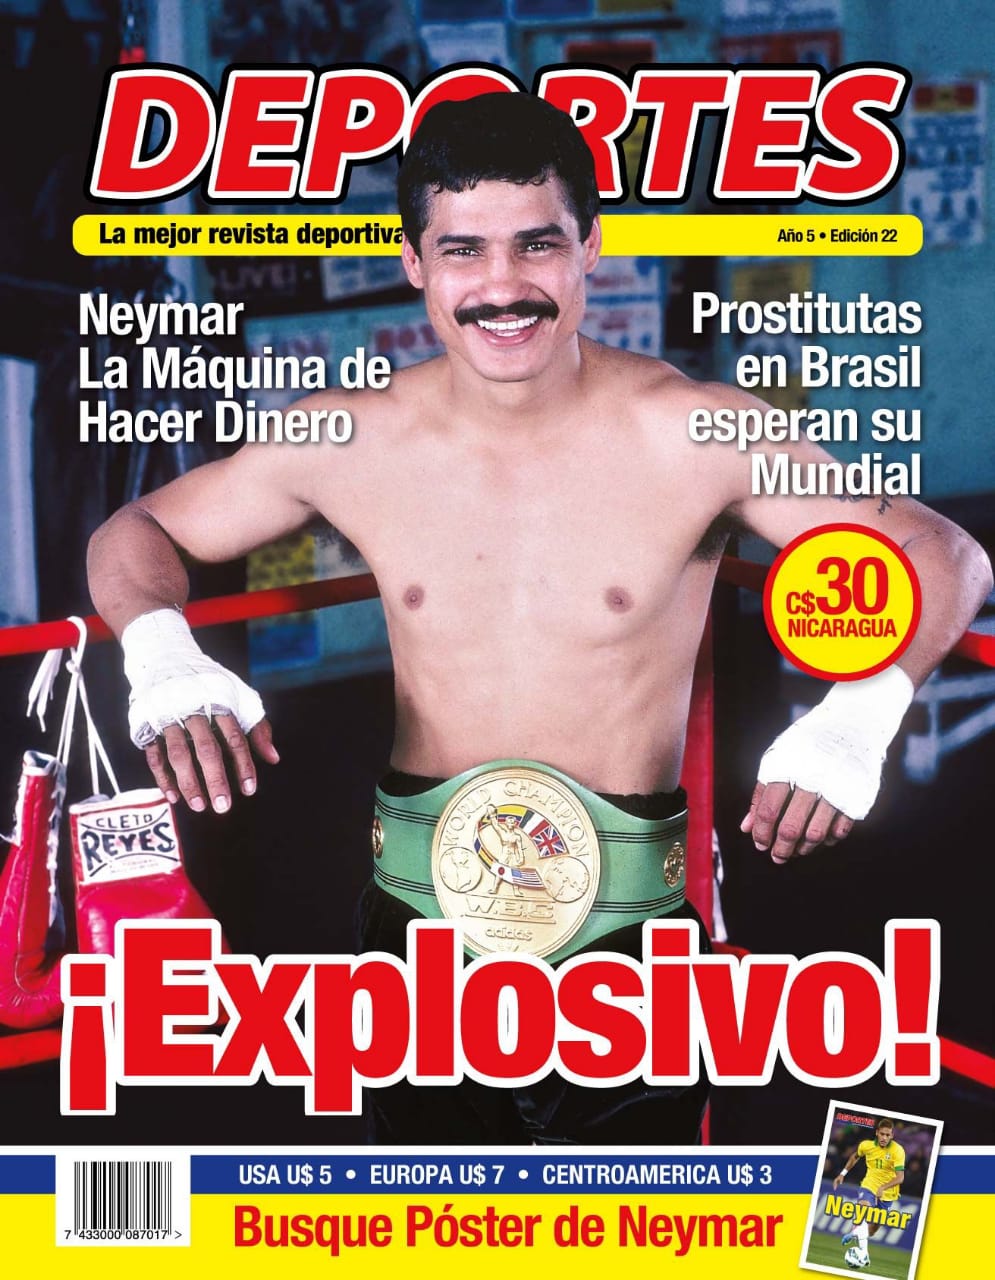 DEPORTES
La mejor revista deportiva
Año 5 • Edición 22
Neymar
La Máquina de
Hacer Dinero
Prostitutas
en Brasil
esperan su
Mundial
C$30
NICARAGUA
CLETO
REYES
WORLD CHAMPION
W.B.C
adidas
¡Explosivo!
USA U$ 5 • EUROPA U$ 7 • CENTROAMERICA U$ 3
Busque Póster de Neymar
7 433000 087017 >
DEPORTES
11
Neymar